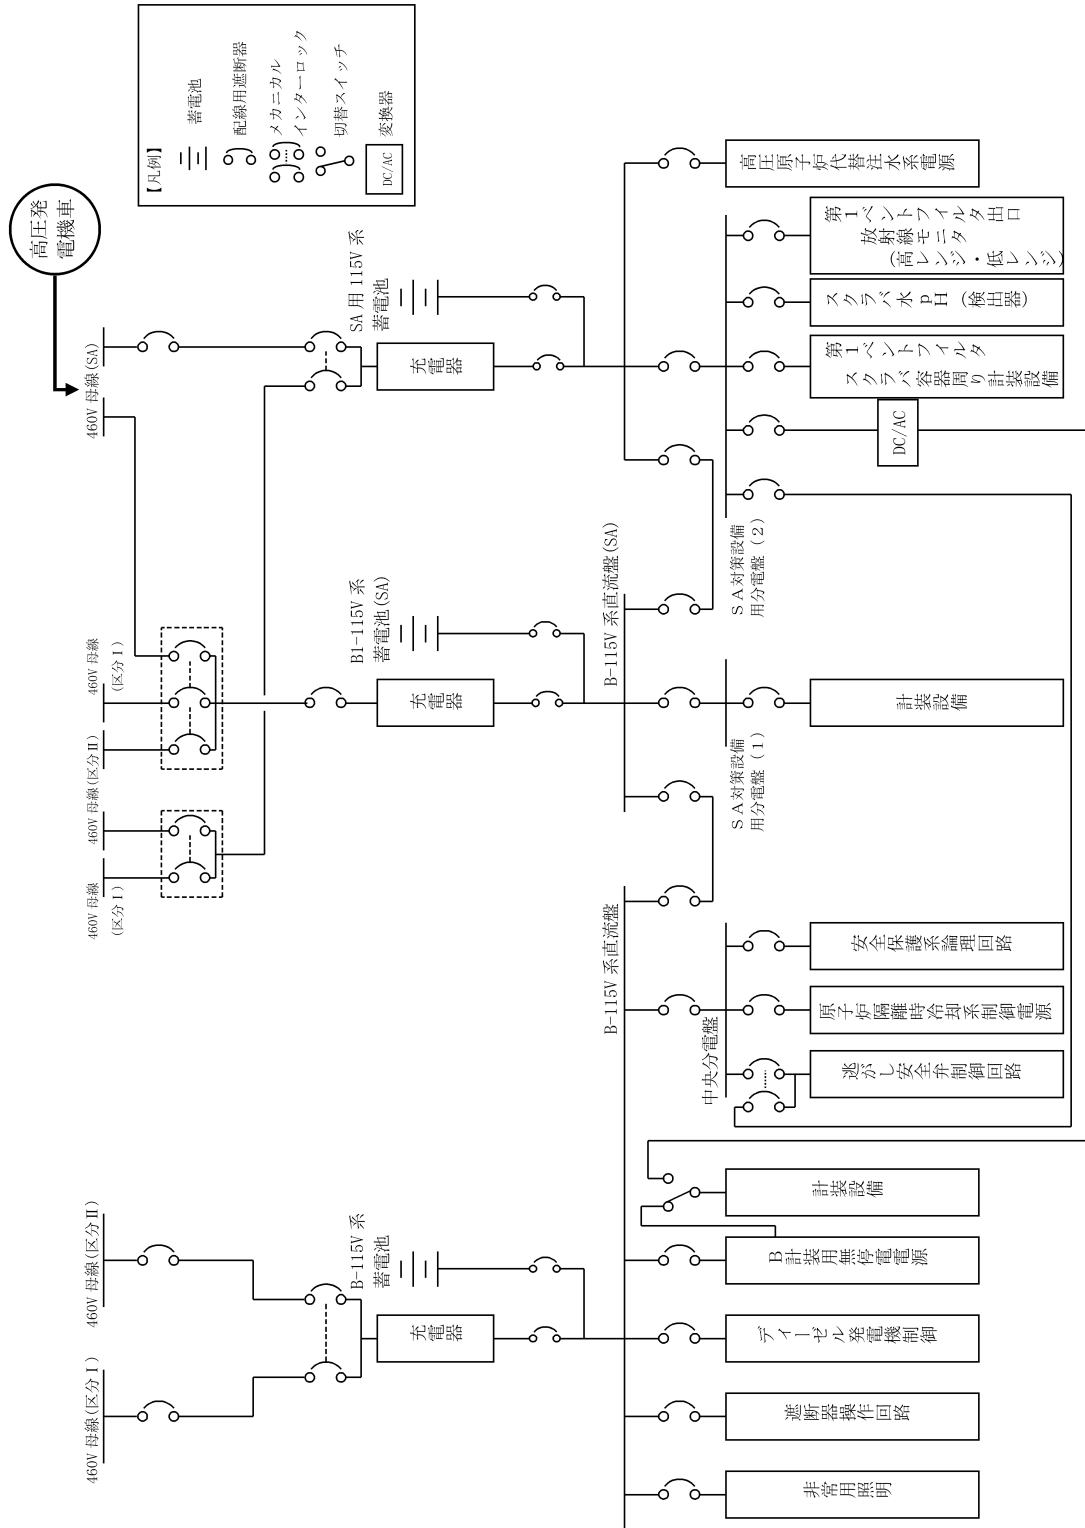 【凡例】
蓄電池
配線用遮断器
メカニカル
インターロック
切替スイッチ
DC/AC
変換器
高圧発
電機車
460V 母線(SA)
460V 母線
(区分Ⅰ)
460V 母線(区分Ⅱ)
460V 母線
(区分Ⅰ)
460V 母線(区分Ⅱ)
460V 母線(区分Ⅰ)
SA 用 115V 系
蓄電池
充電器
B1-115V 系
蓄電池(SA)
充電器
B-115V 系
蓄電池
充電器
B-115V 系直流盤(SA)
B-115V 系直流盤
SA対策設備
用分電盤（2）
SA対策設備
用分電盤（1）
中央分電盤
高圧原子炉代替注水系電源
第1ベントフィルタ出口
放射線モニタ
(高レンジ・低レンジ)
スクラバ水 pH (検出器)
第1ベントフィルタ
スクラバ容器周り計装設備
DC/AC
計装設備
安全保護系論理回路
原子炉隔離時冷却系制御電源
逃がし安全弁制御回路
計装設備
B計装用無停電電源
ディーゼル発電機制御
遮断器操作回路
非常用照明